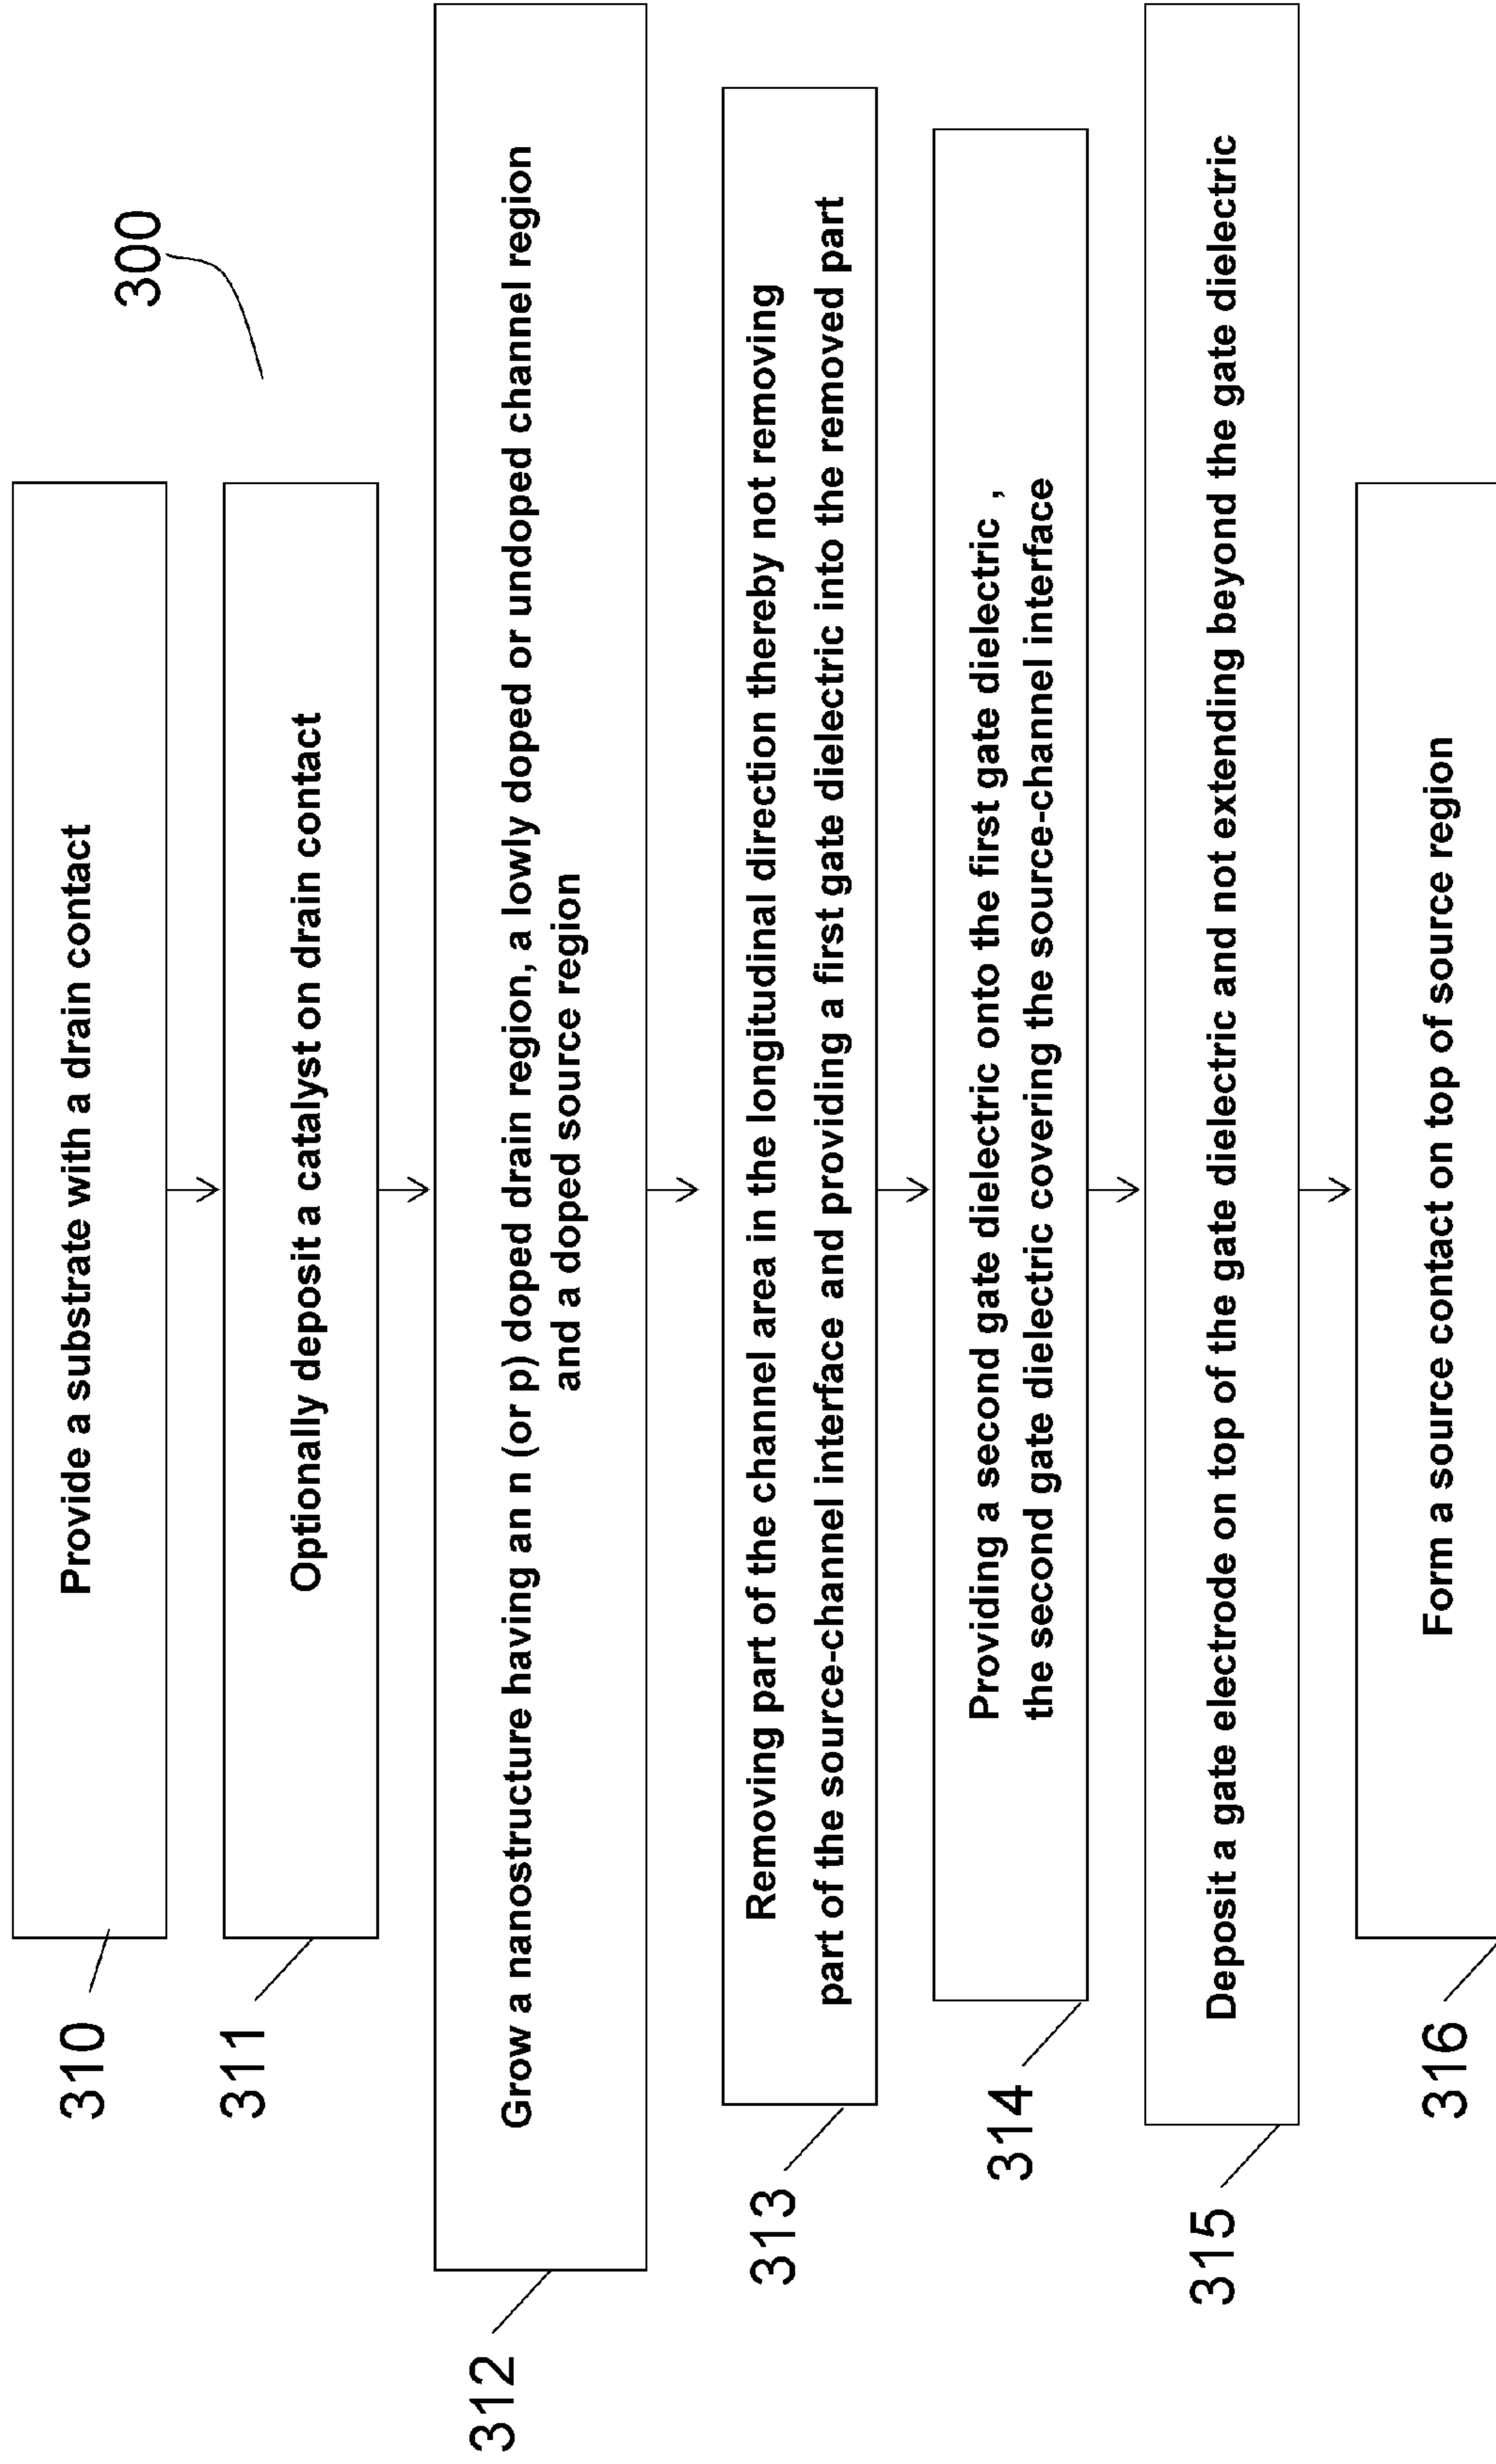 300
310
Provide a substrate with a drain contact
311
Optionally deposit a catalyst on drain contact
312
Grow a nanostructure having an n (or p) doped drain region, a lowly doped or undoped channel region
and a doped source region
313
Removing part of the channel area in the longitudinal direction thereby not removing
part of the source-channel interface and providing a first gate dielectric into the removed part
314
Providing a second gate dielectric onto the first gate dielectric ,
the second gate dielectric covering the source-channel interface
315
Deposit a gate electrode on top of the gate dielectric and not extending beyond the gate dielectric
316
Form a source contact on top of source region